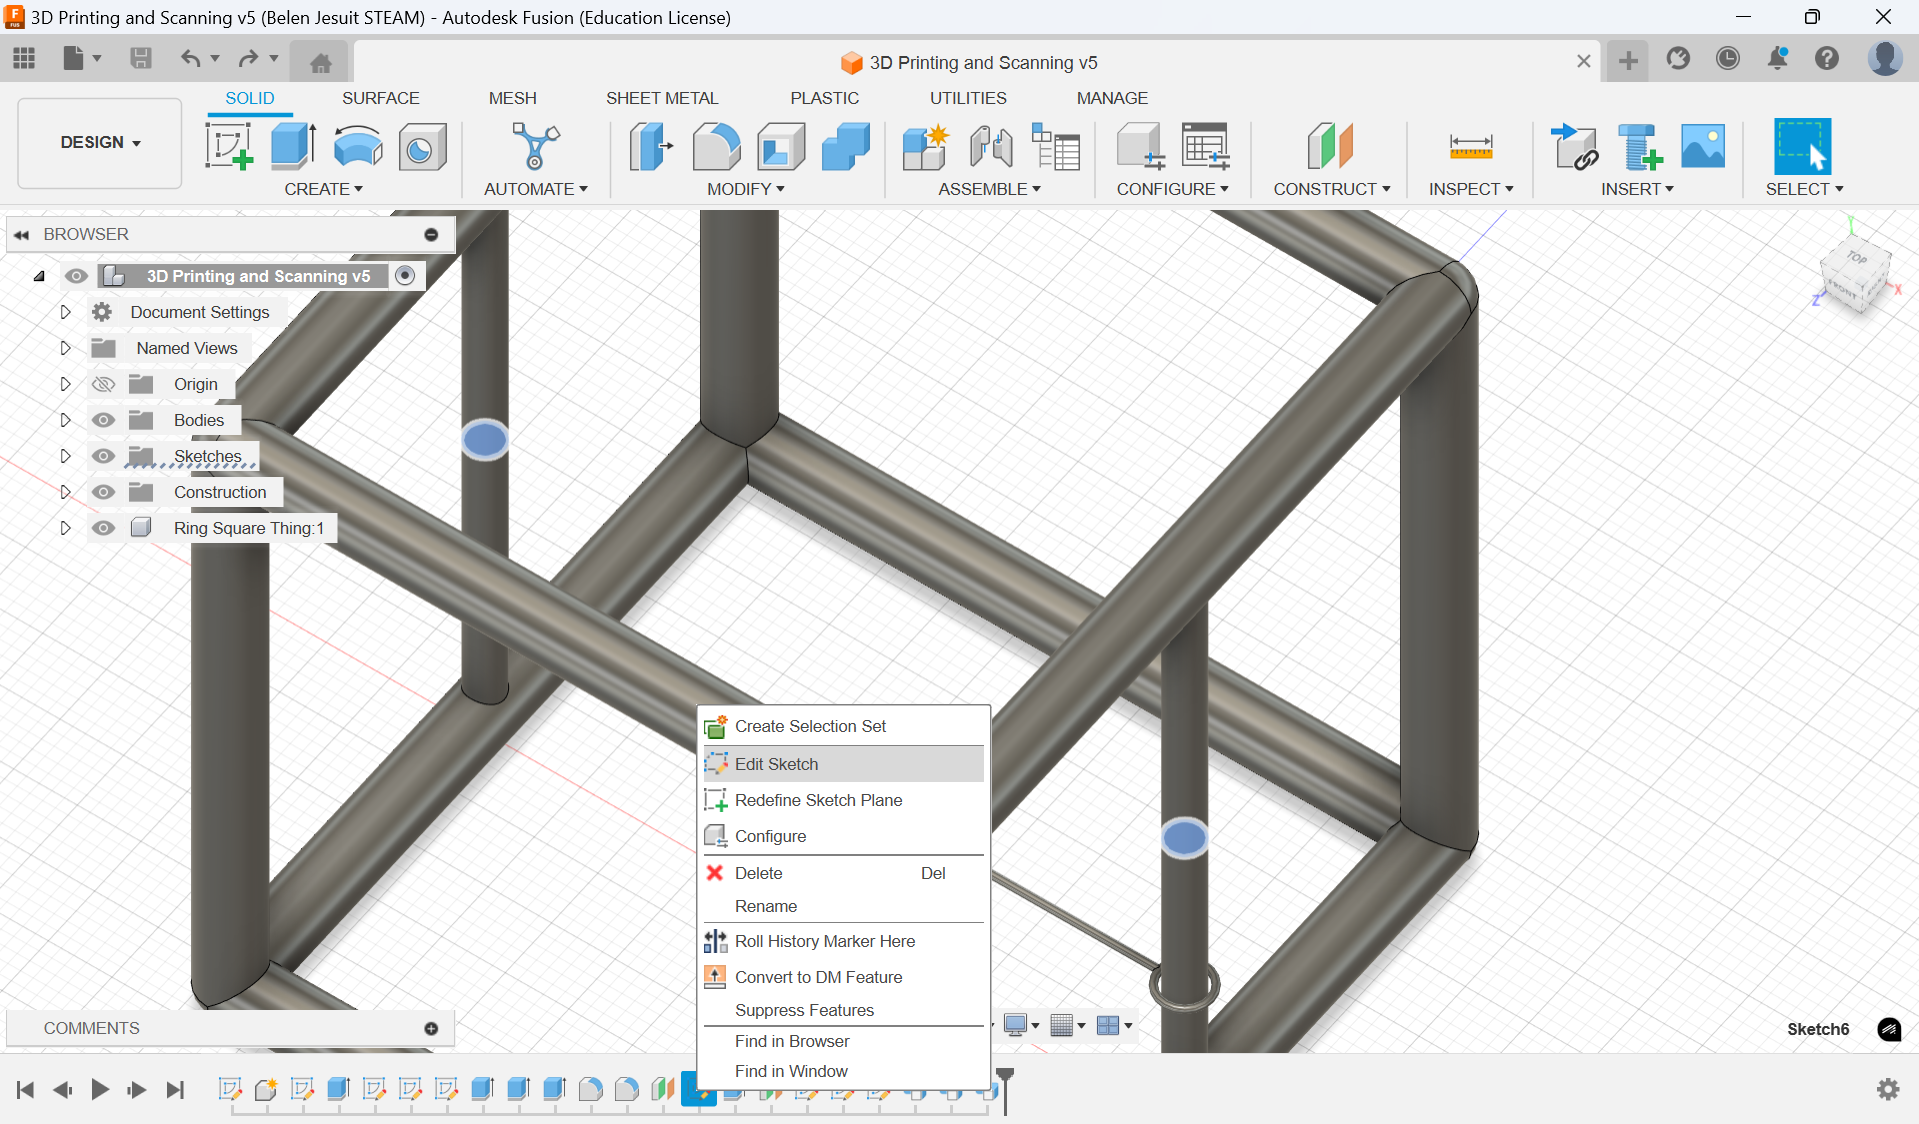 3D Printing and Scanning v5 (Belen Jesuit STEAM) - Autodesk Fusion (Education License)
3D Printing and Scanning v5
SOLID
SURFACE
MESH
SHEET METAL
PLASTIC
UTILITIES
MANAGE
DESIGN
CREATE
AUTOMATE
MODIFY
ASSEMBLE
CONFIGURE
CONSTRUCT
INSPECT
INSERT
SELECT
BROWSER
3D Printing and Scanning v5
Document Settings
Named Views
Origin
Bodies
Sketches
Construction
Ring Square Thing:1
TOP
FRONT
Y
X
Z
Create Selection Set
Edit Sketch
Redefine Sketch Plane
Configure
Delete Del
Rename
Roll History Marker Here
Convert to DM Feature
Suppress Features
Find in Browser
Find in Window
COMMENTS
Sketch6